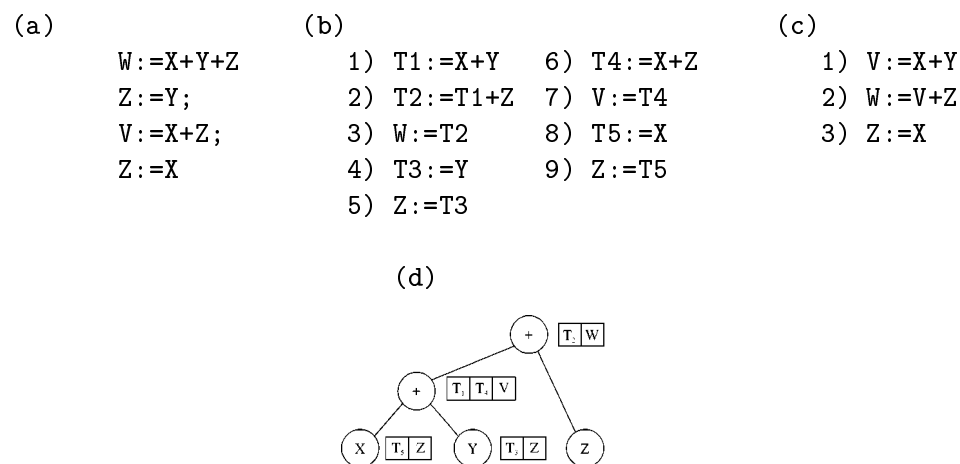 (a) (b) (c)
W:=X+Y+Z 1) T1:=X+Y 6) T4:=X+Z 1) V:=X+Y
Z:=Y; 2) T2:=T1+Z 7) V:=T4 2) W:=V+Z
V:=X+Z; 3) W:=T2 8) T5:=X 3) Z:=X
Z:=X 4) T3:=Y 9) Z:=T5
5) Z:=T3
(d)
+ T₂ W
+ T₁ T₄ V
X T₅ Z Y T₃ Z Z